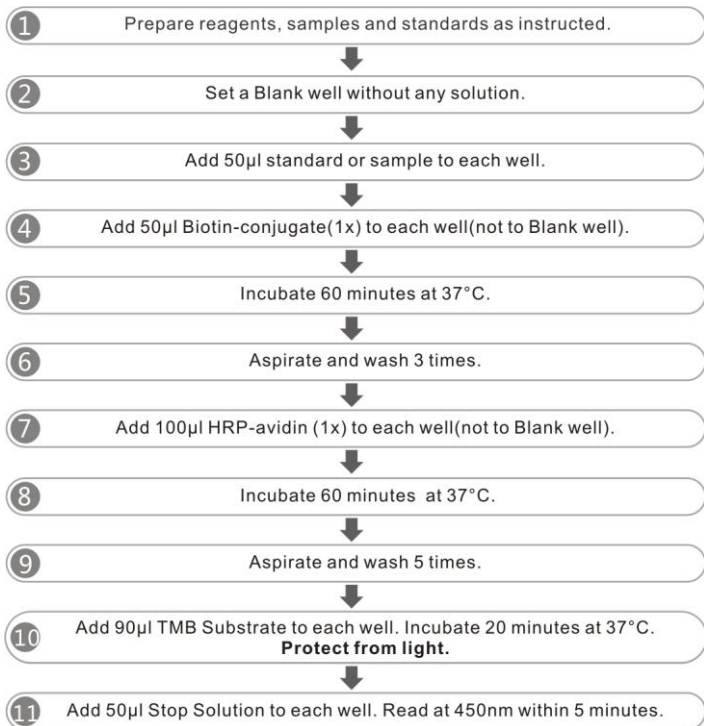 1 Prepare reagents, samples and standards as instructed.
2 Set a Blank well without any solution.
3 Add 50µl standard or sample to each well.
4 Add 50µl Biotin-conjugate(1x) to each well(not to Blank well).
5 Incubate 60 minutes at 37°C.
6 Aspirate and wash 3 times.
7 Add 100µl HRP-avidin (1x) to each well(not to Blank well).
8 Incubate 60 minutes at 37°C.
9 Aspirate and wash 5 times.
10 Add 90µl TMB Substrate to each well. Incubate 20 minutes at 37°C.
Protect from light.
11 Add 50µl Stop Solution to each well. Read at 450nm within 5 minutes.